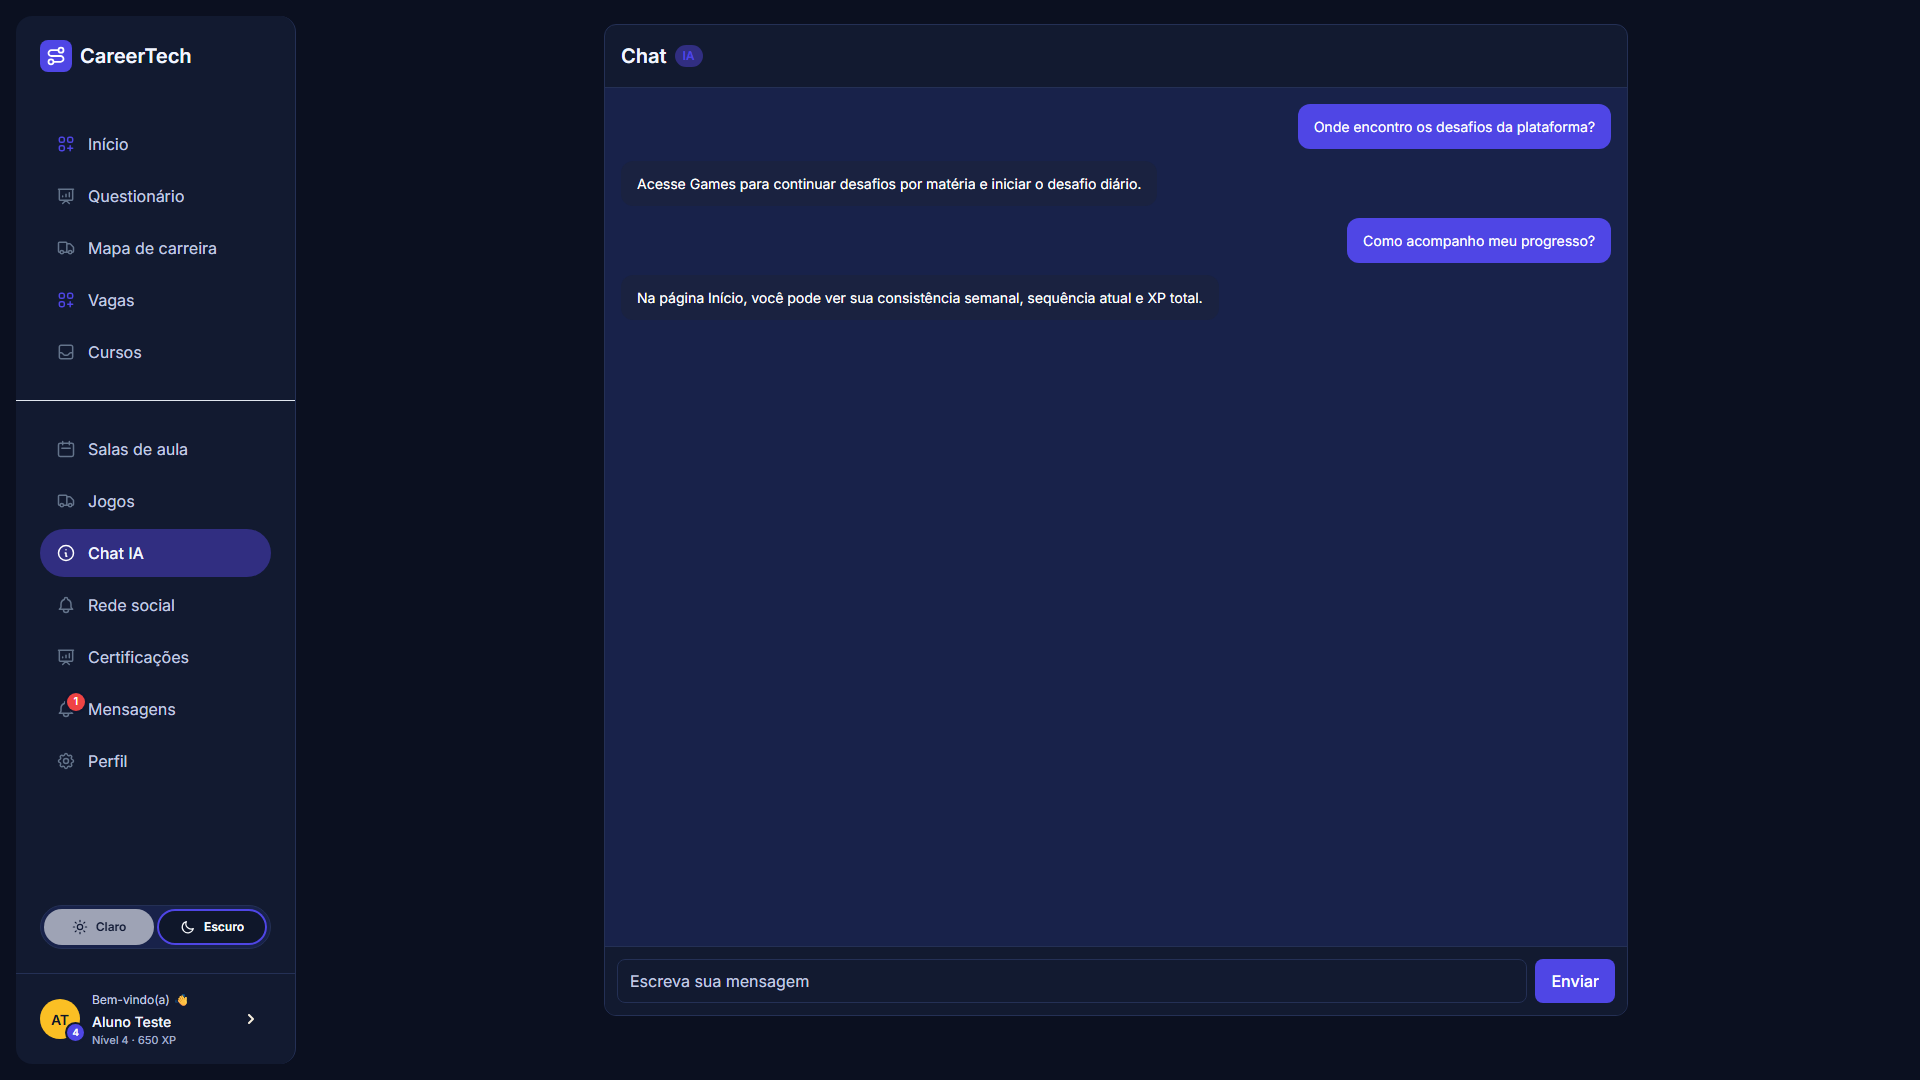 CareerTech
Início
Questionário
Mapa de carreira
Vagas
Cursos
Salas de aula
Jogos
Chat IA
Rede social
Certificações
1
Mensagens
Perfil
Claro
Escuro
AT
4
Bem-vindo(a) 👋
Aluno Teste
Nível 4 · 650 XP
Chat IA
Onde encontro os desafios da plataforma?
Acesse Games para continuar desafios por matéria e iniciar o desafio diário.
Como acompanho meu progresso?
Na página Início, você pode ver sua consistência semanal, sequência atual e XP total.
Escreva sua mensagem
Enviar